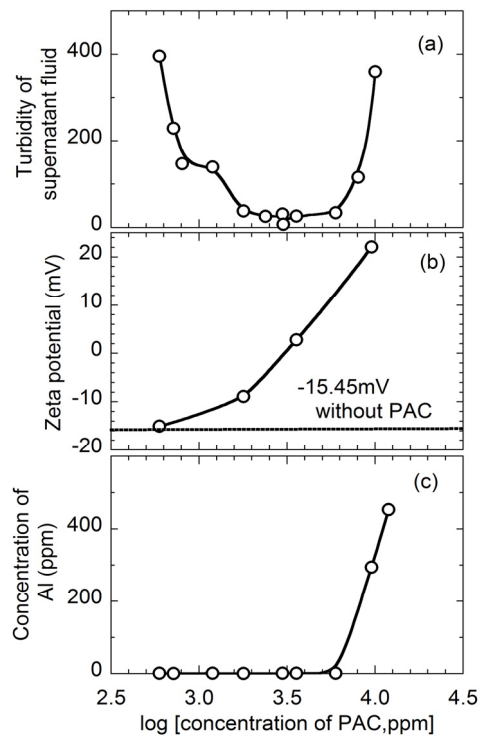 (a)
400
200
0
Turbidity of
supernatant fluid
(b)
20
10
0
-10
-20
Zeta potential (mV)
-15.45mV
without PAC
(c)
400
200
0
Concentration of
Al (ppm)
2.5 3.0 3.5 4.0 4.5
log [concentration of PAC,ppm]